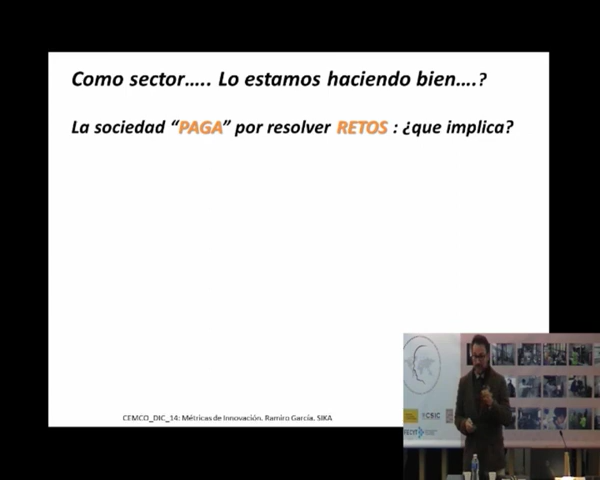 Como sector….. Lo estamos haciendo bien….?
La sociedad “PAGA” por resolver RETOS : ¿que implica?
CEMCO_DIC_14: Métricas de Innovación. Ramiro García. SIKA
CSIC